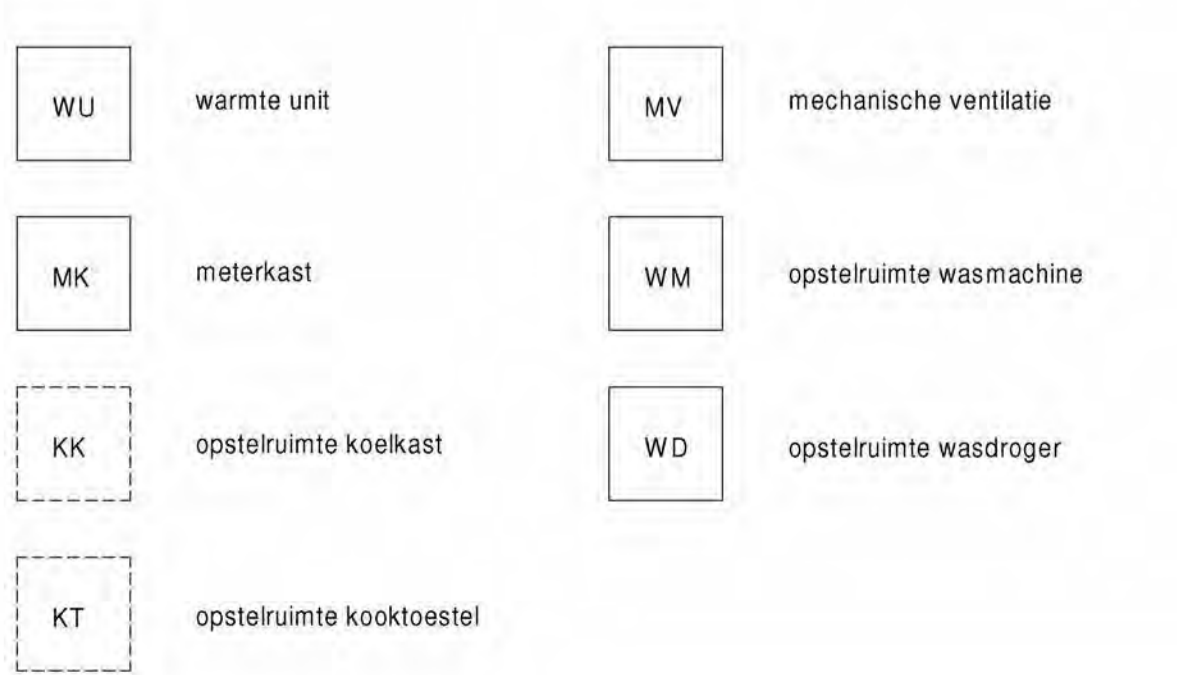 WU warmte unit
MK meterkast
KK opstelruimte koelkast
KT opstelruimte kooktoestel
MV mechanische ventilatie
WM opstelruimte wasmachine
WD opstelruimte wasdroger